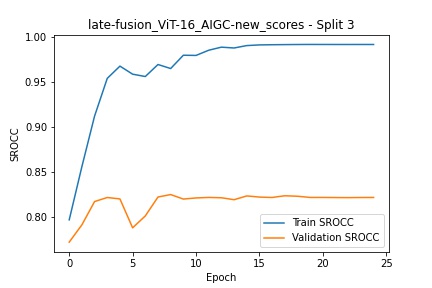 late-fusion_ViT-16_AIGC-new_scores - Split 3
1.00
0.95
0.90
0.85
0.80
SROCC
0 5 10 15 20 25
Epoch
Train SROCC
Validation SROCC